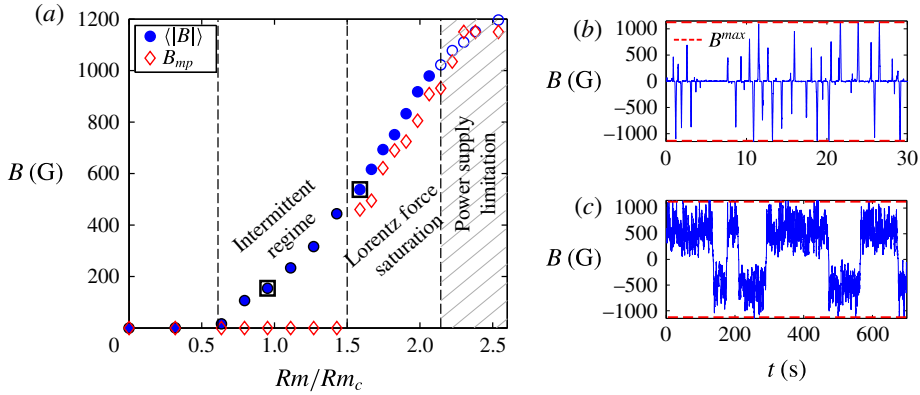 (a)
1200
1000
800
600
400
200
B (G)
⟨|B|⟩
B_mp
Intermittent
regime
Lorentz force
saturation
Power supply
limitation
0
0.5
1.0
1.5
2.0
2.5
Rm/Rm_c
(b)
1000
500
0
−500
−1000
B (G)
B^max
0
10
20
30
(c)
1000
500
0
−500
−1000
B (G)
0
200
400
600
t (s)